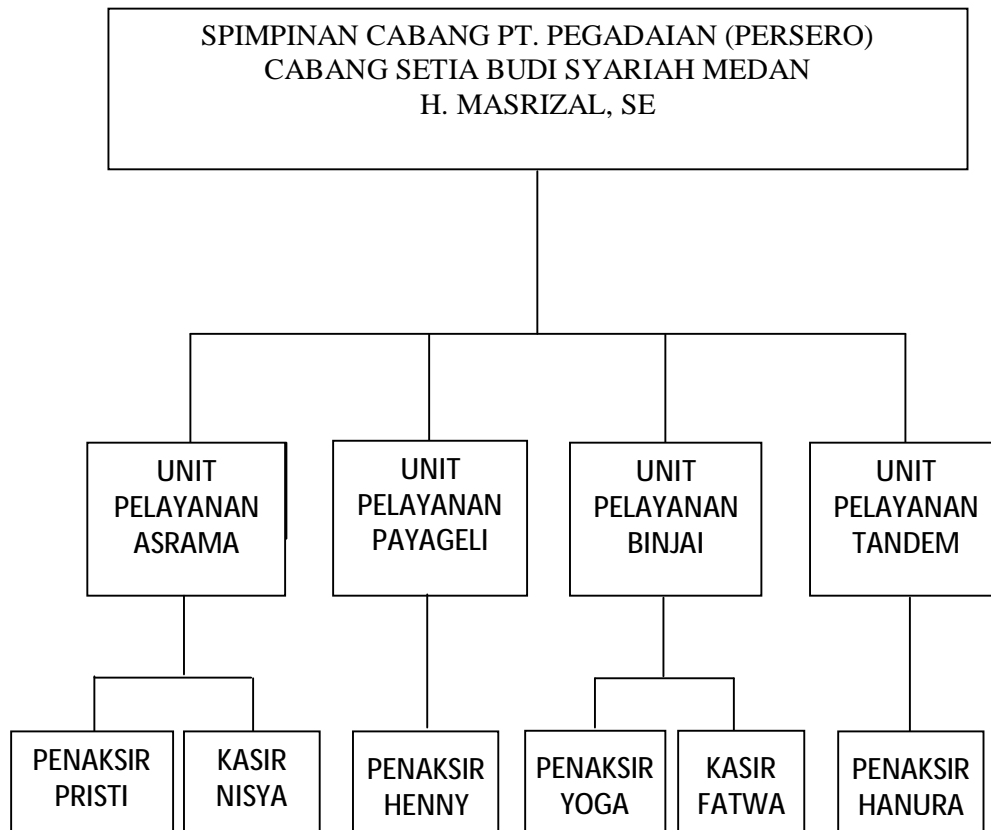 SPIMPINAN CABANG PT. PEGADAIAN (PERSERO)
CABANG SETIA BUDI SYARIAH MEDAN
H. MASRIZAL, SE
UNIT
PELAYANAN
ASRAMA
UNIT
PELAYANAN
PAYAGELI
UNIT
PELAYANAN
BINJAI
UNIT
PELAYANAN
TANDEM
PENAKSIR
PRISTI
KASIR
NISYA
PENAKSIR
HENNY
PENAKSIR
YOGA
KASIR
FATWA
PENAKSIR
HANURA